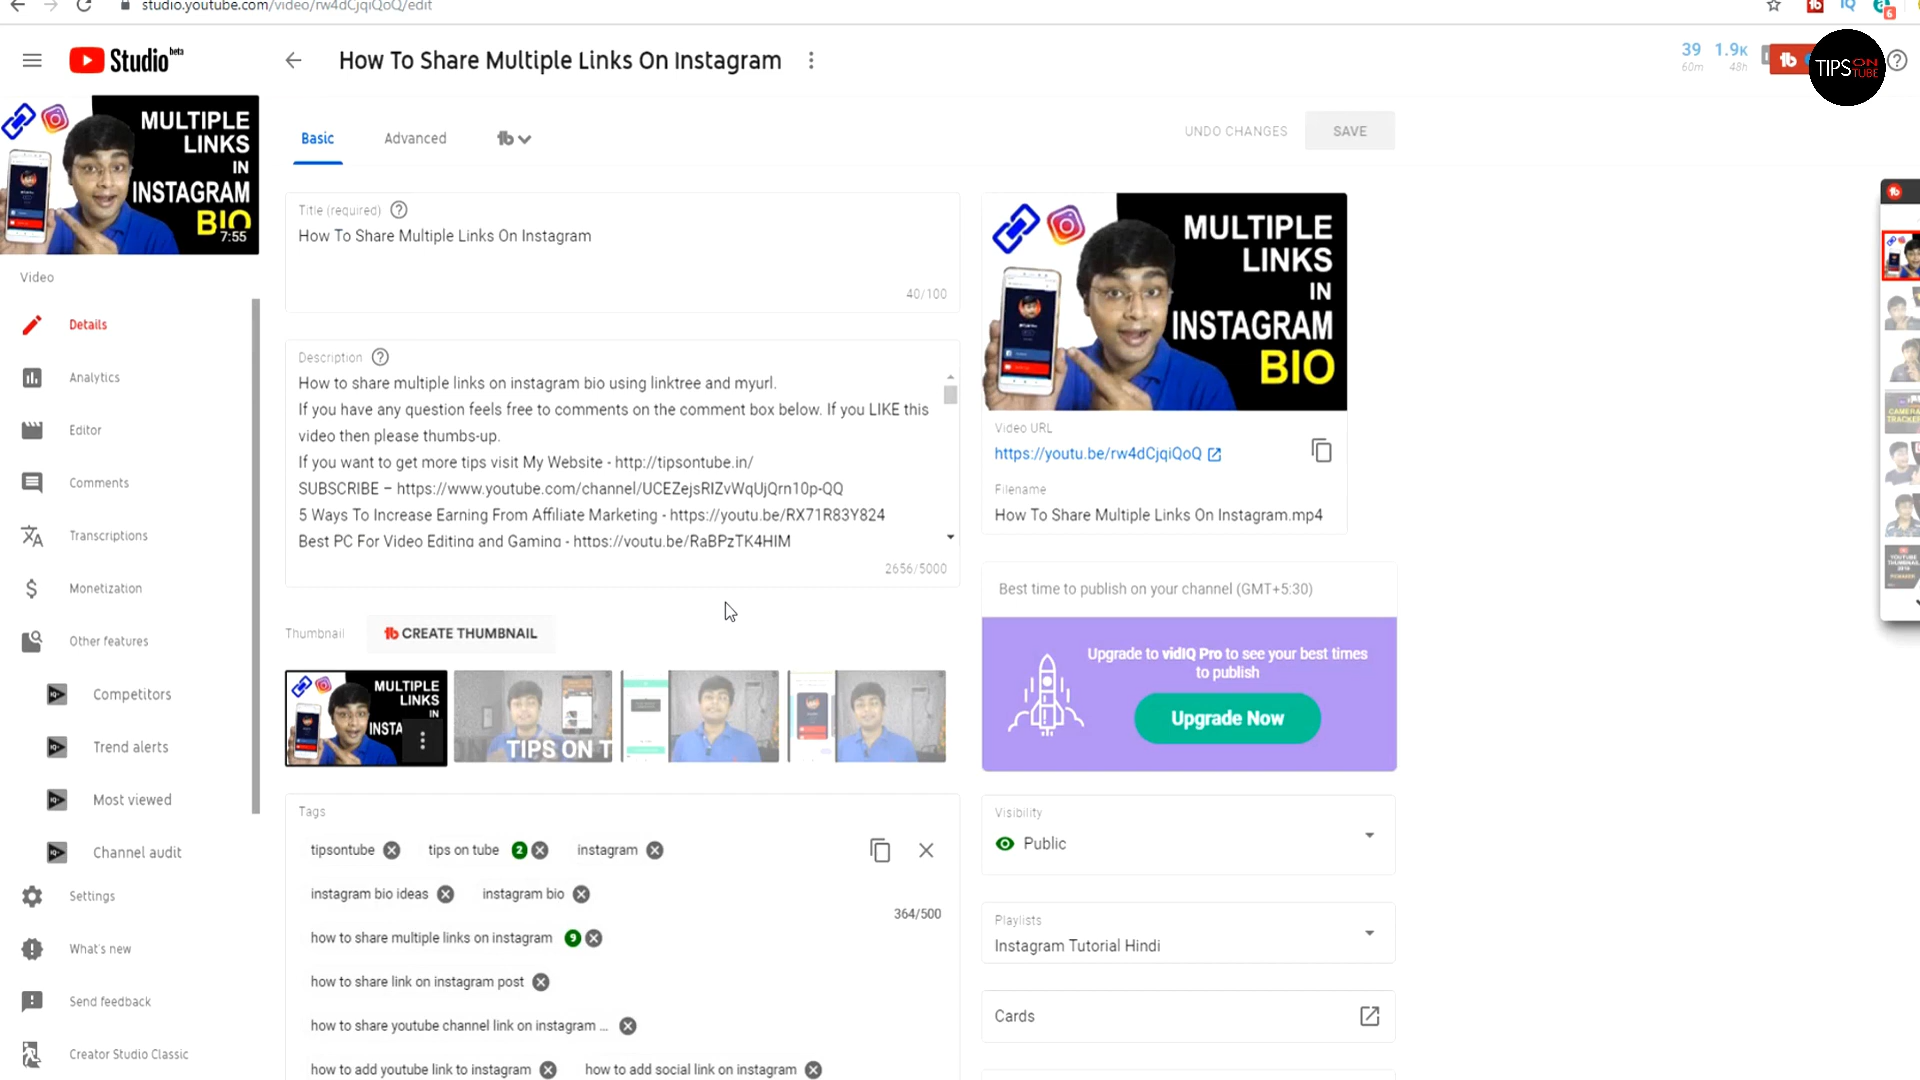 studio.youtube.com/video/rw4dCjqiQoQ/edit
Studio beta
How To Share Multiple Links On Instagram
39
60m
1.9K
48h
TIPS ON TUBE
MULTIPLE
LINKS
IN
INSTAGRAM
BIO
7:55
Video
Details
Analytics
Editor
Comments
Transcriptions
Monetization
Other features
Competitors
Trend alerts
Most viewed
Channel audit
Settings
What's new
Send feedback
Creator Studio Classic
Basic
Advanced
UNDO CHANGES
SAVE
Title (required)
How To Share Multiple Links On Instagram
40/100
Description
How to share multiple links on instagram bio using linktree and myurl.
If you have any question feels free to comments on the comment box below. If you LIKE this
video then please thumbs-up.
If you want to get more tips visit My Website - http://tipsontube.in/
SUBSCRIBE – https://www.youtube.com/channel/UCEZejsRIZvWqUjQrn10p-QQ
5 Ways To Increase Earning From Affiliate Marketing - https://youtu.be/RX71R83Y824
Best PC For Video Editing and Gaming - https://youtu.be/RaBPzTK4HIM
2656/5000
Thumbnail
CREATE THUMBNAIL
MULTIPLE
LINKS
IN
INSTA
TIPS ON T
Tags
tipsontube
tips on tube 2
instagram
instagram bio ideas
instagram bio
364/500
how to share multiple links on instagram 9
how to share link on instagram post
how to share youtube channel link on instagram ...
how to add youtube link to instagram
how to add social link on instagram
MULTIPLE
LINKS
IN
INSTAGRAM
BIO
Video URL
https://youtu.be/rw4dCjqiQoQ
Filename
How To Share Multiple Links On Instagram.mp4
Best time to publish on your channel (GMT+5:30)
Upgrade to vidIQ Pro to see your best times
to publish
Upgrade Now
Visibility
Public
Playlists
Instagram Tutorial Hindi
Cards